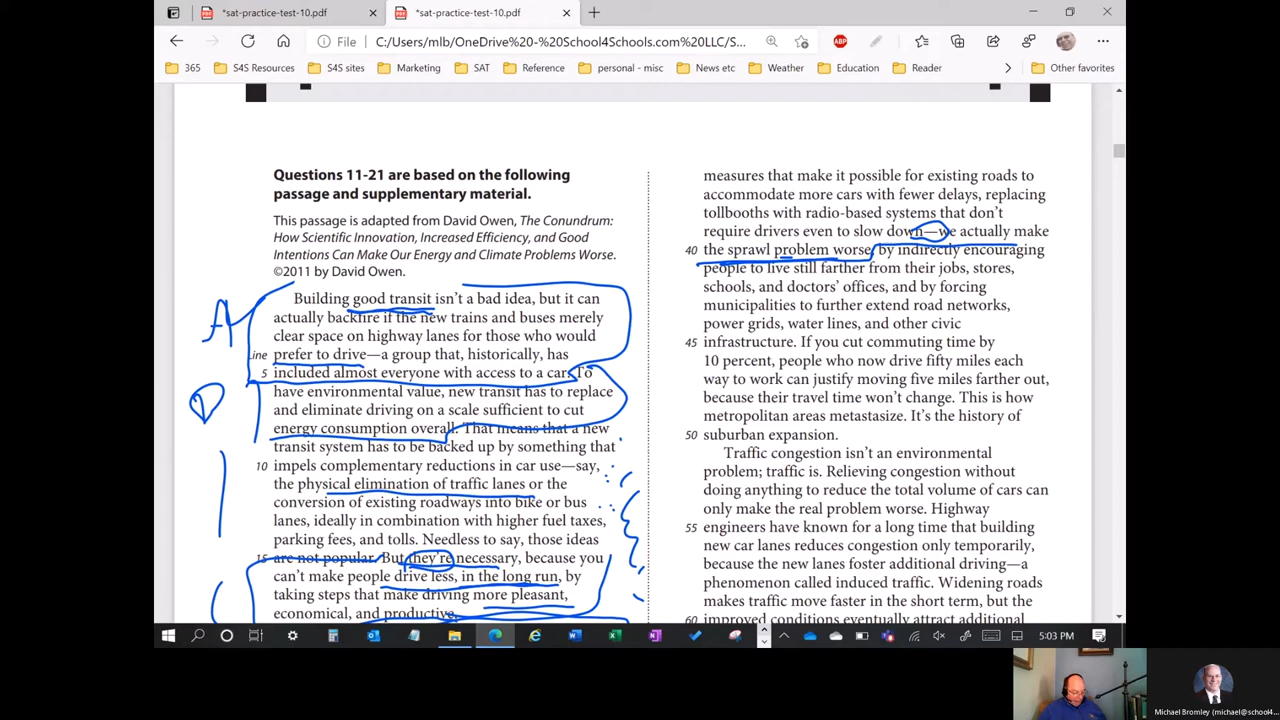 *sat-practice-test-10.pdf
*sat-practice-test-10.pdf
File
C:/Users/mlb/OneDrive%20-%20School4Schools.com%20LLC/S...
ABP
365
S4S Resources
S4S sites
Marketing
SAT
Reference
personal - misc
News etc
Weather
Education
Reader
Other favorites
Questions 11-21 are based on the following
passage and supplementary material.
This passage is adapted from David Owen, The Conundrum:
How Scientific Innovation, Increased Efficiency, and Good
Intentions Can Make Our Energy and Climate Problems Worse.
©2011 by David Owen.
Building good transit isn't a bad idea, but it can
actually backfire if the new trains and buses merely
clear space on highway lanes for those who would
Line prefer to drive—a group that, historically, has
5 included almost everyone with access to a car. To
have environmental value, new transit has to replace
and eliminate driving on a scale sufficient to cut
energy consumption overall. That means that a new
transit system has to be backed up by something that
10 impels complementary reductions in car use—say,
the physical elimination of traffic lanes or the
conversion of existing roadways into bike or bus
lanes, ideally in combination with higher fuel taxes,
parking fees, and tolls. Needless to say, those ideas
15 are not popular. But they're necessary, because you
can't make people drive less, in the long run, by
taking steps that make driving more pleasant,
economical, and productive.
A
D
measures that make it possible for existing roads to
accommodate more cars with fewer delays, replacing
tollbooths with radio-based systems that don't
require drivers even to slow down—we actually make
40 the sprawl problem worse, by indirectly encouraging
people to live still farther from their jobs, stores,
schools, and doctors' offices, and by forcing
municipalities to further extend road networks,
power grids, water lines, and other civic
45 infrastructure. If you cut commuting time by
10 percent, people who now drive fifty miles each
way to work can justify moving five miles farther out,
because their travel time won't change. This is how
metropolitan areas metastasize. It's the history of
50 suburban expansion.
Traffic congestion isn't an environmental
problem; traffic is. Relieving congestion without
doing anything to reduce the total volume of cars can
only make the real problem worse. Highway
55 engineers have known for a long time that building
new car lanes reduces congestion only temporarily,
because the new lanes foster additional driving—a
phenomenon called induced traffic. Widening roads
makes traffic move faster in the short term, but the
60 improved conditions eventually attract additional
5:03 PM
Michael Bromley (michael@school4...